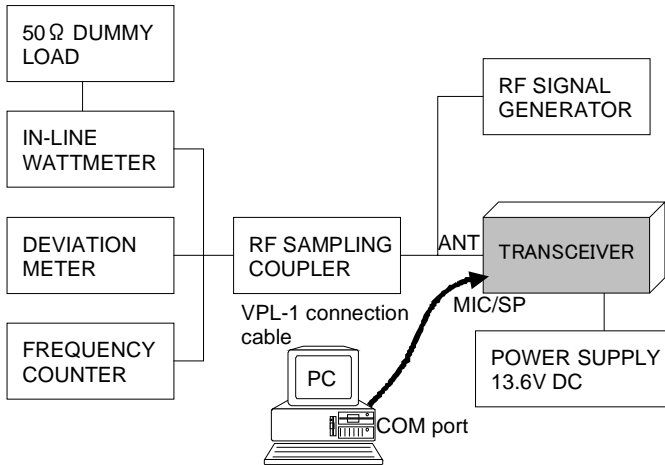 50Ω DUMMY
LOAD
RF SIGNAL
GENERATOR
IN-LINE
WATTMETER
DEVIATION
METER
RF SAMPLING
COUPLER
ANT
TRANSCEIVER
MIC/SP
VPL-1 connection
cable
FREQUENCY
COUNTER
PC
POWER SUPPLY
13.6V DC
COM port